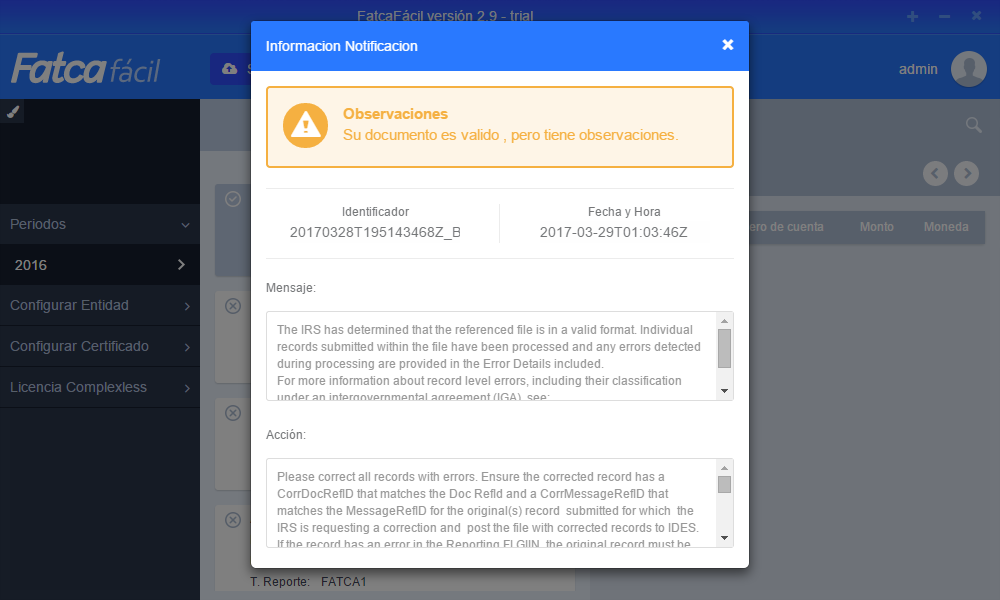 FatcaFácil versión 2.9 - trial
Informacion Notificacion
Fatca fácil
admin
Observaciones
Su documento es valido , pero tiene observaciones.
Identificador
20170328T195143468Z_B
Fecha y Hora
2017-03-29T01:03:46Z
Periodos
2016
Configurar Entidad
Configurar Certificado
Licencia Complexless
de cuenta
Monto
Moneda
Mensaje:
The IRS has determined that the referenced file is in a valid format. Individual
records submitted within the file have been processed and any errors detected
during processing are provided in the Error Details included.
For more information about record level errors, including their classification
under an intergovernmental agreement (IGA), see:
Acción:
Please correct all records with errors. Ensure the corrected record has a
CorrDocRefID that matches the Doc RefId and a CorrMessageRefID that
matches the MessageRefID for the original(s) record submitted for which the
IRS is requesting a correction and post the file with corrected records to IDES.
If the record has an error in the Reporting FI GIIN, the original record must be
T. Reporte: FATCA1